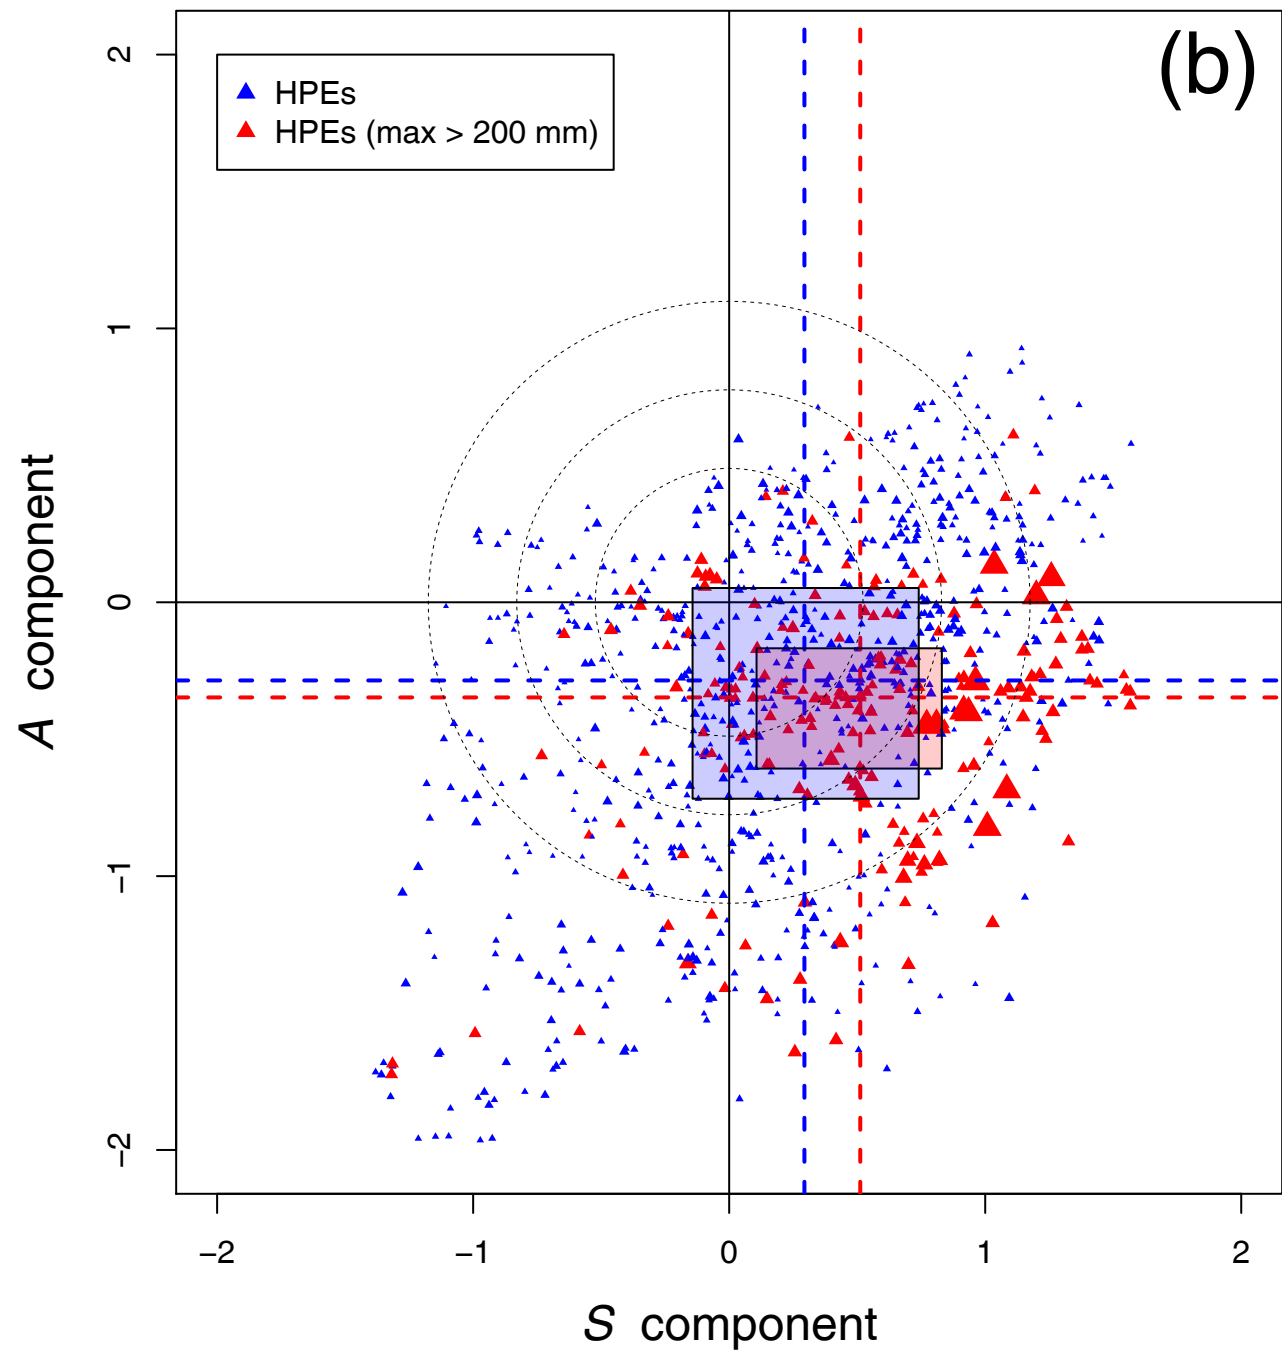 (b)
HPEs
HPEs (max > 200 mm)
2
1
0
−1
−2
A component
−2 −1 0 1 2
S component